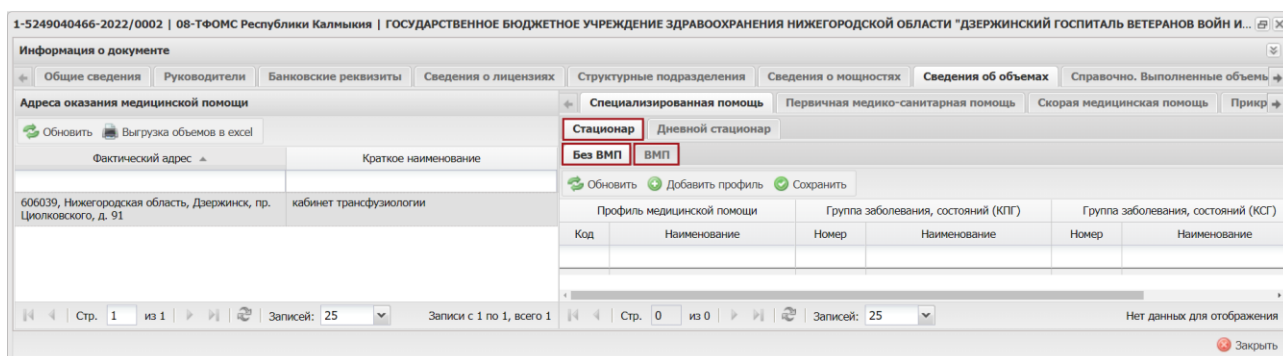 1-5249040466-2022/0002 | 08-ТФОМС Республики Калмыкия | ГОСУДАРСТВЕННОЕ БЮДЖЕТНОЕ УЧРЕЖДЕНИЕ ЗДРАВООХРАНЕНИЯ НИЖЕГОРОДСКОЙ ОБЛАСТИ "ДЗЕРЖИНСКИЙ ГОСПИТАЛЬ ВЕТЕРАНОВ ВОЙН И...
Информация о документе
Общие сведения Руководители Банковские реквизиты Сведения о лицензиях Структурные подразделения Сведения о мощностях Сведения об объемах Справочно. Выполненные объемы
Адреса оказания медицинской помощи
Специализированная помощь Первичная медико-санитарная помощь Скорая медицинская помощь Прикр
Обновить Выгрузка объемов в excel
Стационар Дневной стационар
Фактический адрес Краткое наименование
Без ВМП ВМП
Обновить Добавить профиль Сохранить
606039, Нижегородская область, Дзержинск, пр. Циолковского, д. 91 кабинет трансфузиологии
Профиль медицинской помощи Группа заболевания, состояний (КПГ) Группа заболевания, состояний (КСГ)
Код Наименование Номер Наименование Номер Наименование
Стр. 1 из 1 Записей: 25 Записи с 1 по 1, всего 1
Стр. 0 из 0 Записей: 25 Нет данных для отображения
Закрыть